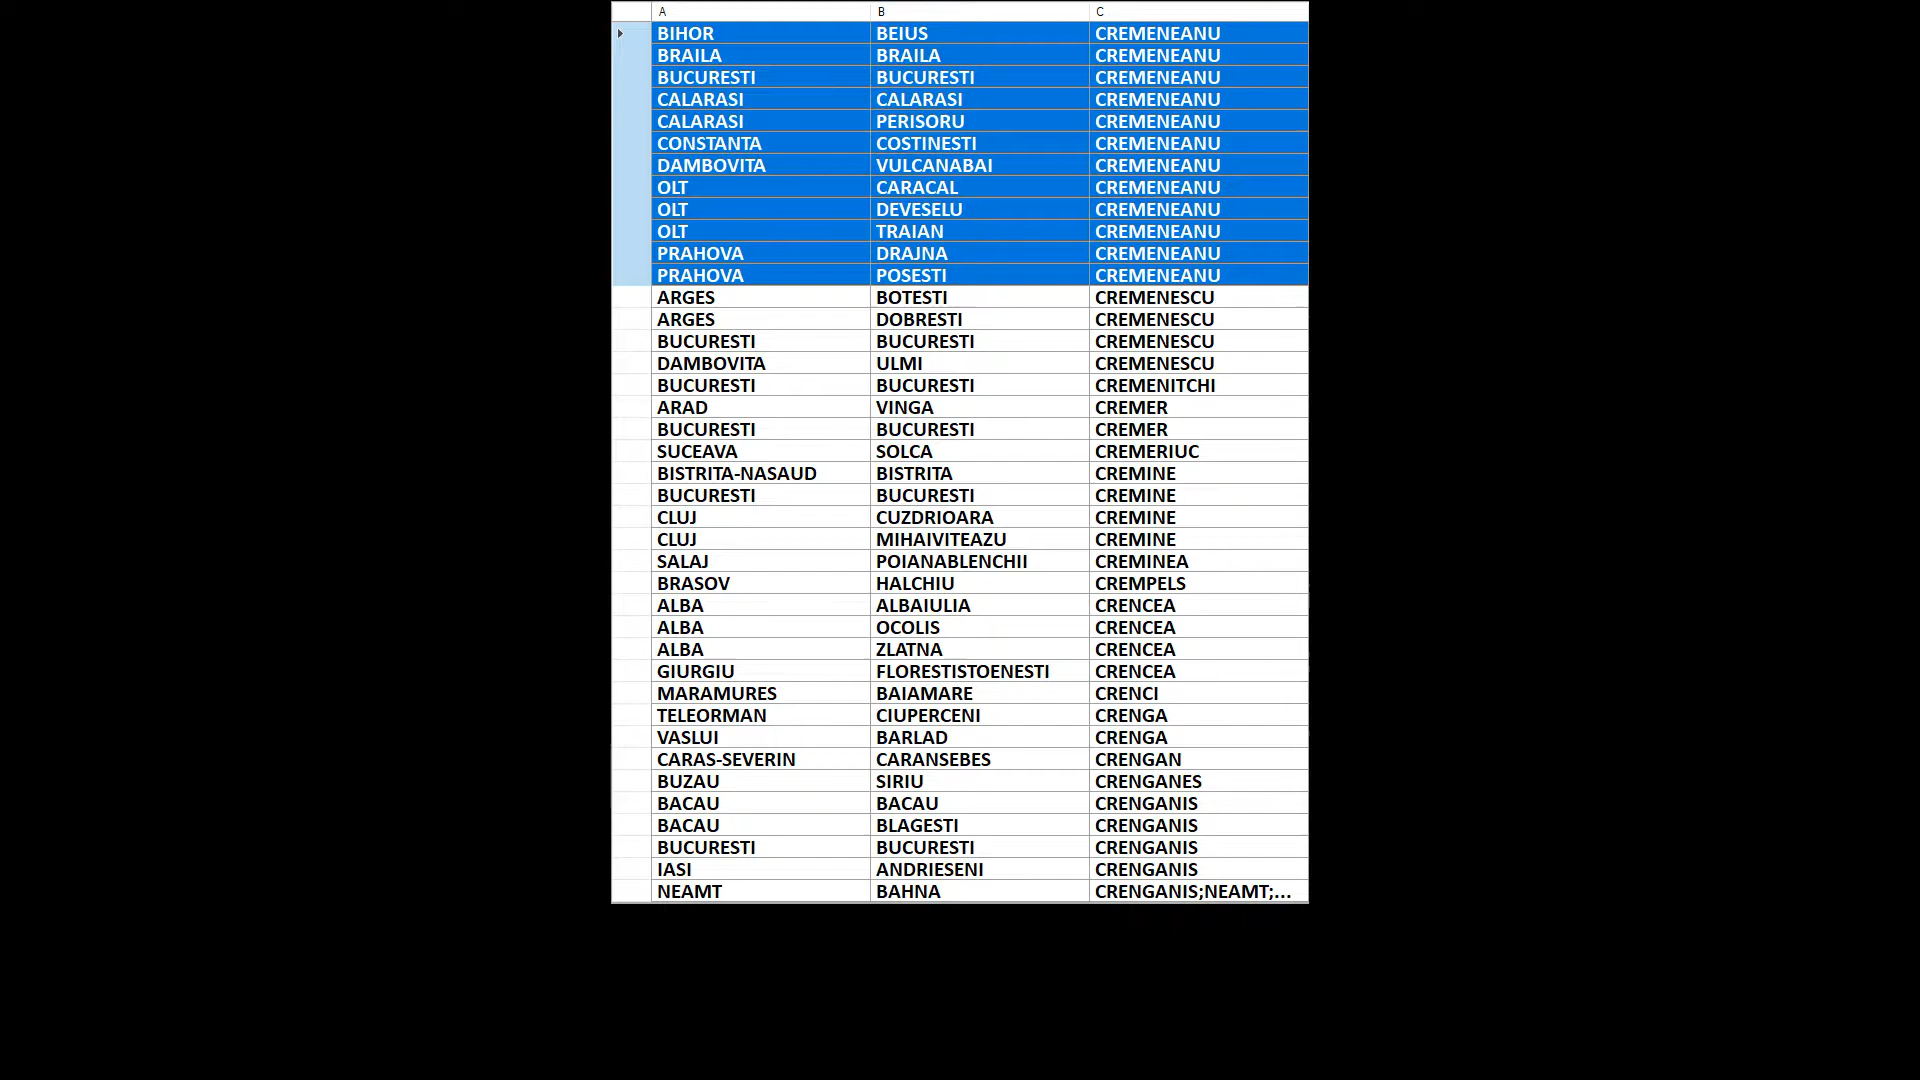 A B C
BIHOR BEIUS CREMENEANU
BRAILA BRAILA CREMENEANU
BUCURESTI BUCURESTI CREMENEANU
CALARASI CALARASI CREMENEANU
CALARASI PERISORU CREMENEANU
CONSTANTA COSTINESTI CREMENEANU
DAMBOVITA VULCANABAI CREMENEANU
OLT CARACAL CREMENEANU
OLT DEVESELU CREMENEANU
OLT TRAIAN CREMENEANU
PRAHOVA DRAJNA CREMENEANU
PRAHOVA POSESTI CREMENEANU
ARGES BOTESTI CREMENESCU
ARGES DOBRESTI CREMENESCU
BUCURESTI BUCURESTI CREMENESCU
DAMBOVITA ULMI CREMENESCU
BUCURESTI BUCURESTI CREMENITCHI
ARAD VINGA CREMER
BUCURESTI BUCURESTI CREMER
SUCEAVA SOLCA CREMERIUC
BISTRITA-NASAUD BISTRITA CREMINE
BUCURESTI BUCURESTI CREMINE
CLUJ CUZDRIOARA CREMINE
CLUJ MIHAIVITEAZU CREMINE
SALAJ POIANABLENCHII CREMINEA
BRASOV HALCHIU CREMPELS
ALBA ALBAIULIA CRENCEA
ALBA OCOLIS CRENCEA
ALBA ZLATNA CRENCEA
GIURGIU FLORESTISTOENESTI CRENCEA
MARAMURES BAIAMARE CRENCI
TELEORMAN CIUPERCENI CRENGA
VASLUI BARLAD CRENGA
CARAS-SEVERIN CARANSEBES CRENGAN
BUZAU SIRIU CRENGANES
BACAU BACAU CRENGANIS
BACAU BLAGESTI CRENGANIS
BUCURESTI BUCURESTI CRENGANIS
IASI ANDRIESENI CRENGANIS
NEAMT BAHNA CRENGANIS;NEAMT;...